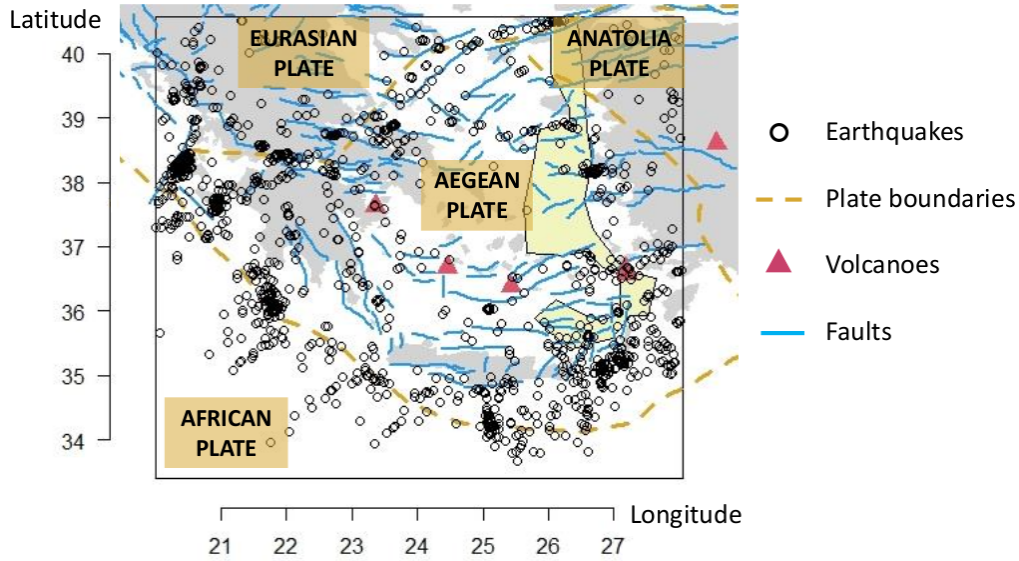 Latitude
40
39
38
37
36
35
34
EURASIAN
PLATE
ANATOLIA
PLATE
AEGEAN
PLATE
AFRICAN
PLATE
Earthquakes
Plate boundaries
Volcanoes
Faults
Longitude
21 22 23 24 25 26 27